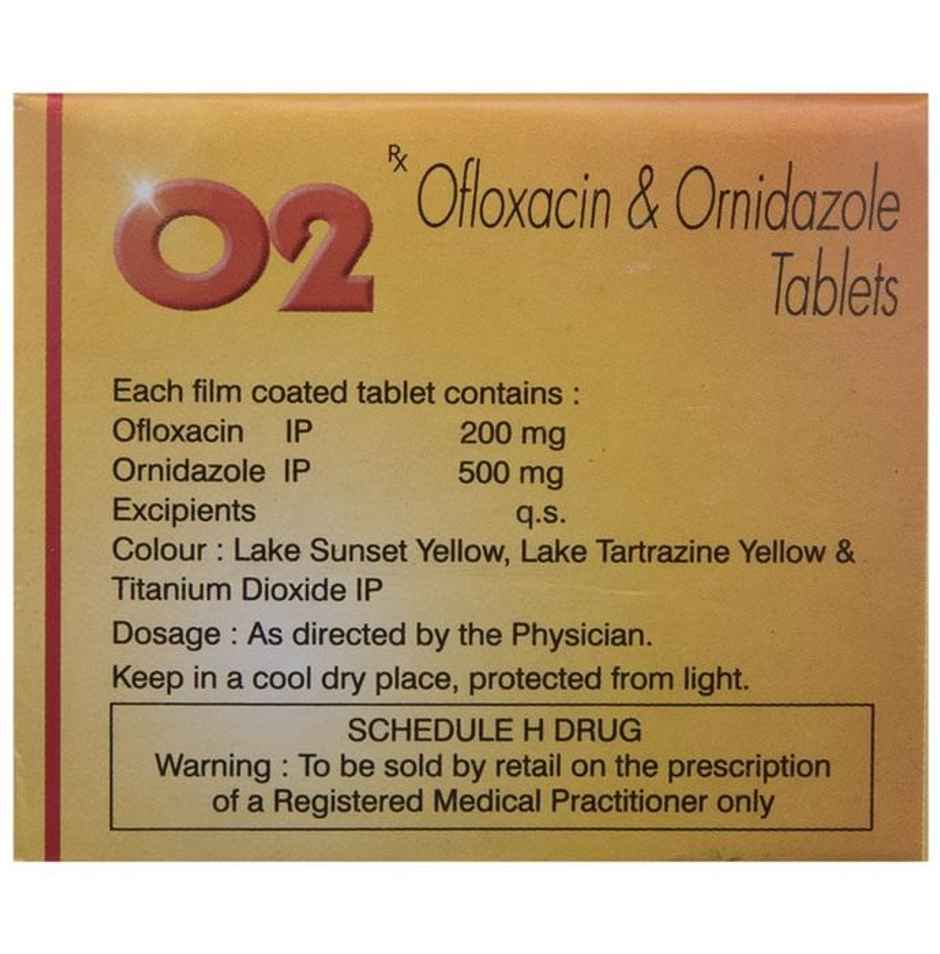 O2
Rx Ofloxacin & Ornidazole
Tablets
Each film coated tablet contains :
Ofloxacin IP 200 mg
Ornidazole IP 500 mg
Excipients q.s.
Colour : Lake Sunset Yellow, Lake Tartrazine Yellow &
Titanium Dioxide IP
Dosage : As directed by the Physician.
Keep in a cool dry place, protected from light.
SCHEDULE H DRUG
Warning : To be sold by retail on the prescription
of a Registered Medical Practitioner only